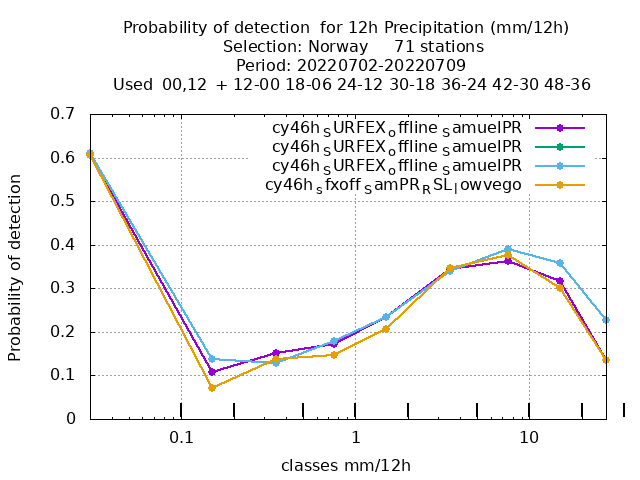 Probability of detection  for 12h Precipitation (mm/12h)
Selection: Norway     71 stations
Period: 20220702-20220709
Used  00,12  + 12-00 18-06 24-12 30-18 36-24 42-30 48-36
cy46h_SURFEX_offline_SamuelPR
cy46h_SURFEX_offline_SamuelPR
cy46h_SURFEX_offline_SamuelPR
cy46h_sfxoff_SamPR_RSL_lowvego
0.7
0.6
0.5
0.4
0.3
0.2
0.1
0
Probability of detection
0.1
1
10
classes mm/12h